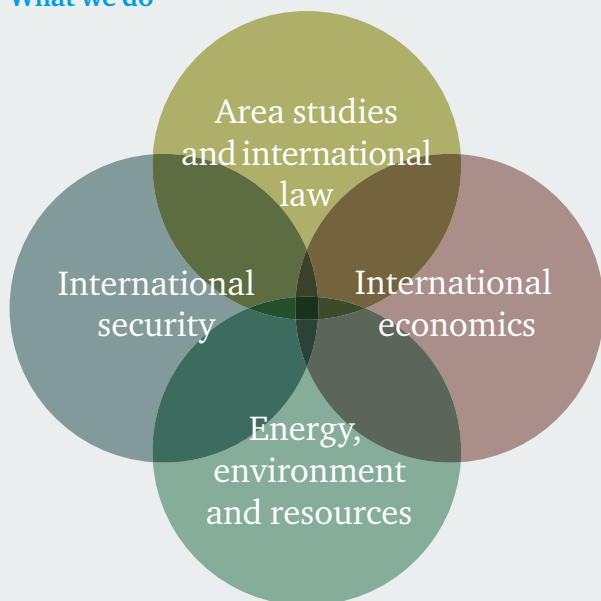 What we do
Area studies
and international
law
International
security
International
economics
Energy,
environment
and resources